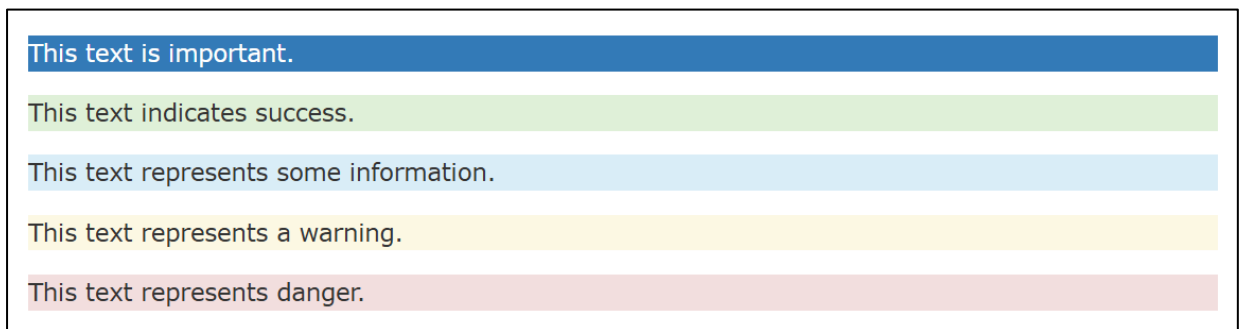 This text is important.
This text indicates success.
This text represents some information.
This text represents a warning.
This text represents danger.